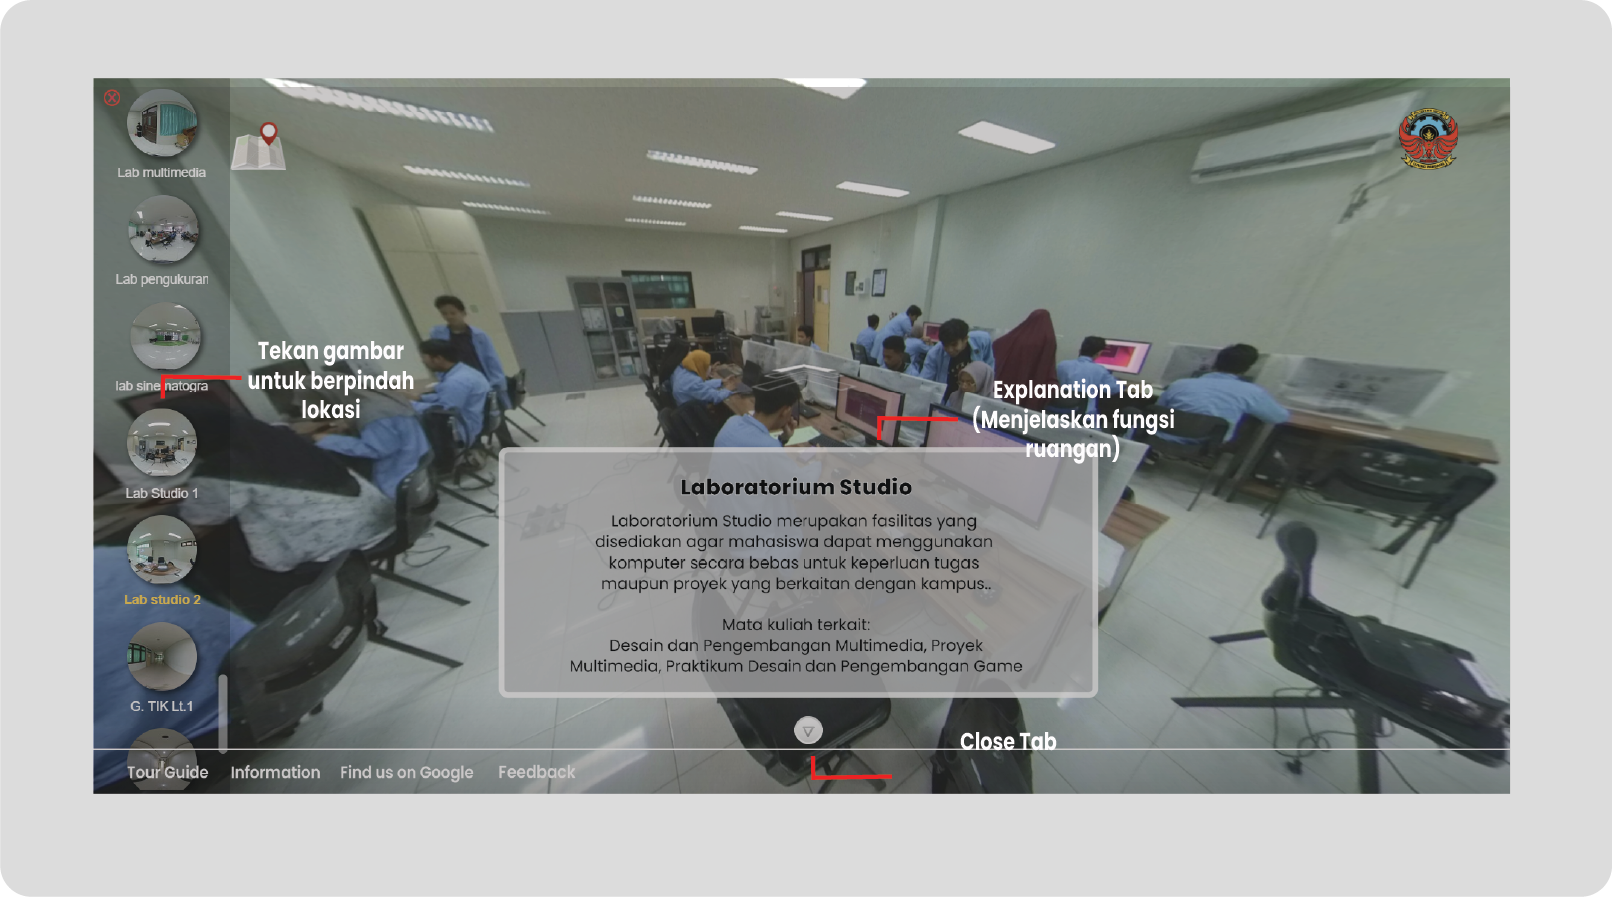 Lab multimedia
Lab pengukuran
lab sinematogra
Lab Studio 1
Lab studio 2
G. TIK Lt.1
Tekan gambar
untuk berpindah
lokasi
Explanation Tab
(Menjelaskan fungsi
ruangan)
Laboratorium Studio
Laboratorium Studio merupakan fasilitas yang
disediakan agar mahasiswa dapat menggunakan
komputer secara bebas untuk keperluan tugas
maupun proyek yang berkaitan dengan kampus..
Mata kuliah terkait:
Desain dan Pengembangan Multimedia, Proyek
Multimedia, Praktikum Desain dan Pengembangan Game
Close Tab
Tour Guide
Information
Find us on Google
Feedback